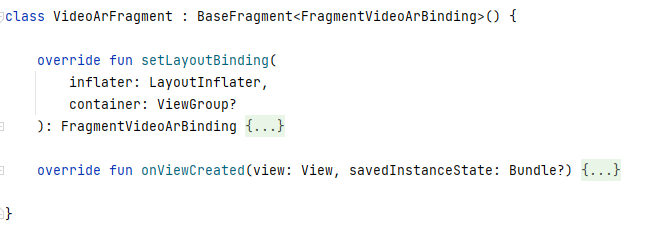 class VideoArFragment : BaseFragment<FragmentVideoArBinding>() {
override fun setLayoutBinding(
inflater: LayoutInflater,
container: ViewGroup?
): FragmentVideoArBinding {...}
override fun onViewCreated(view: View, savedInstanceState: Bundle?) {...}
}